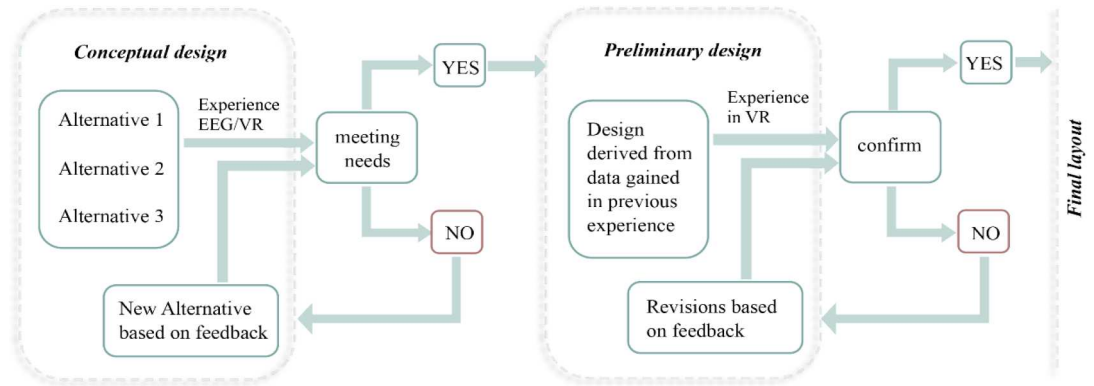 Conceptual design
Alternative 1
Alternative 2
Alternative 3
Experience
EEG/VR
meeting
needs
YES
NO
New Alternative
based on feedback
Preliminary design
Design
derived from
data gained
in previous
experience
Experience
in VR
confirm
YES
NO
Revisions based
on feedback
Final layout